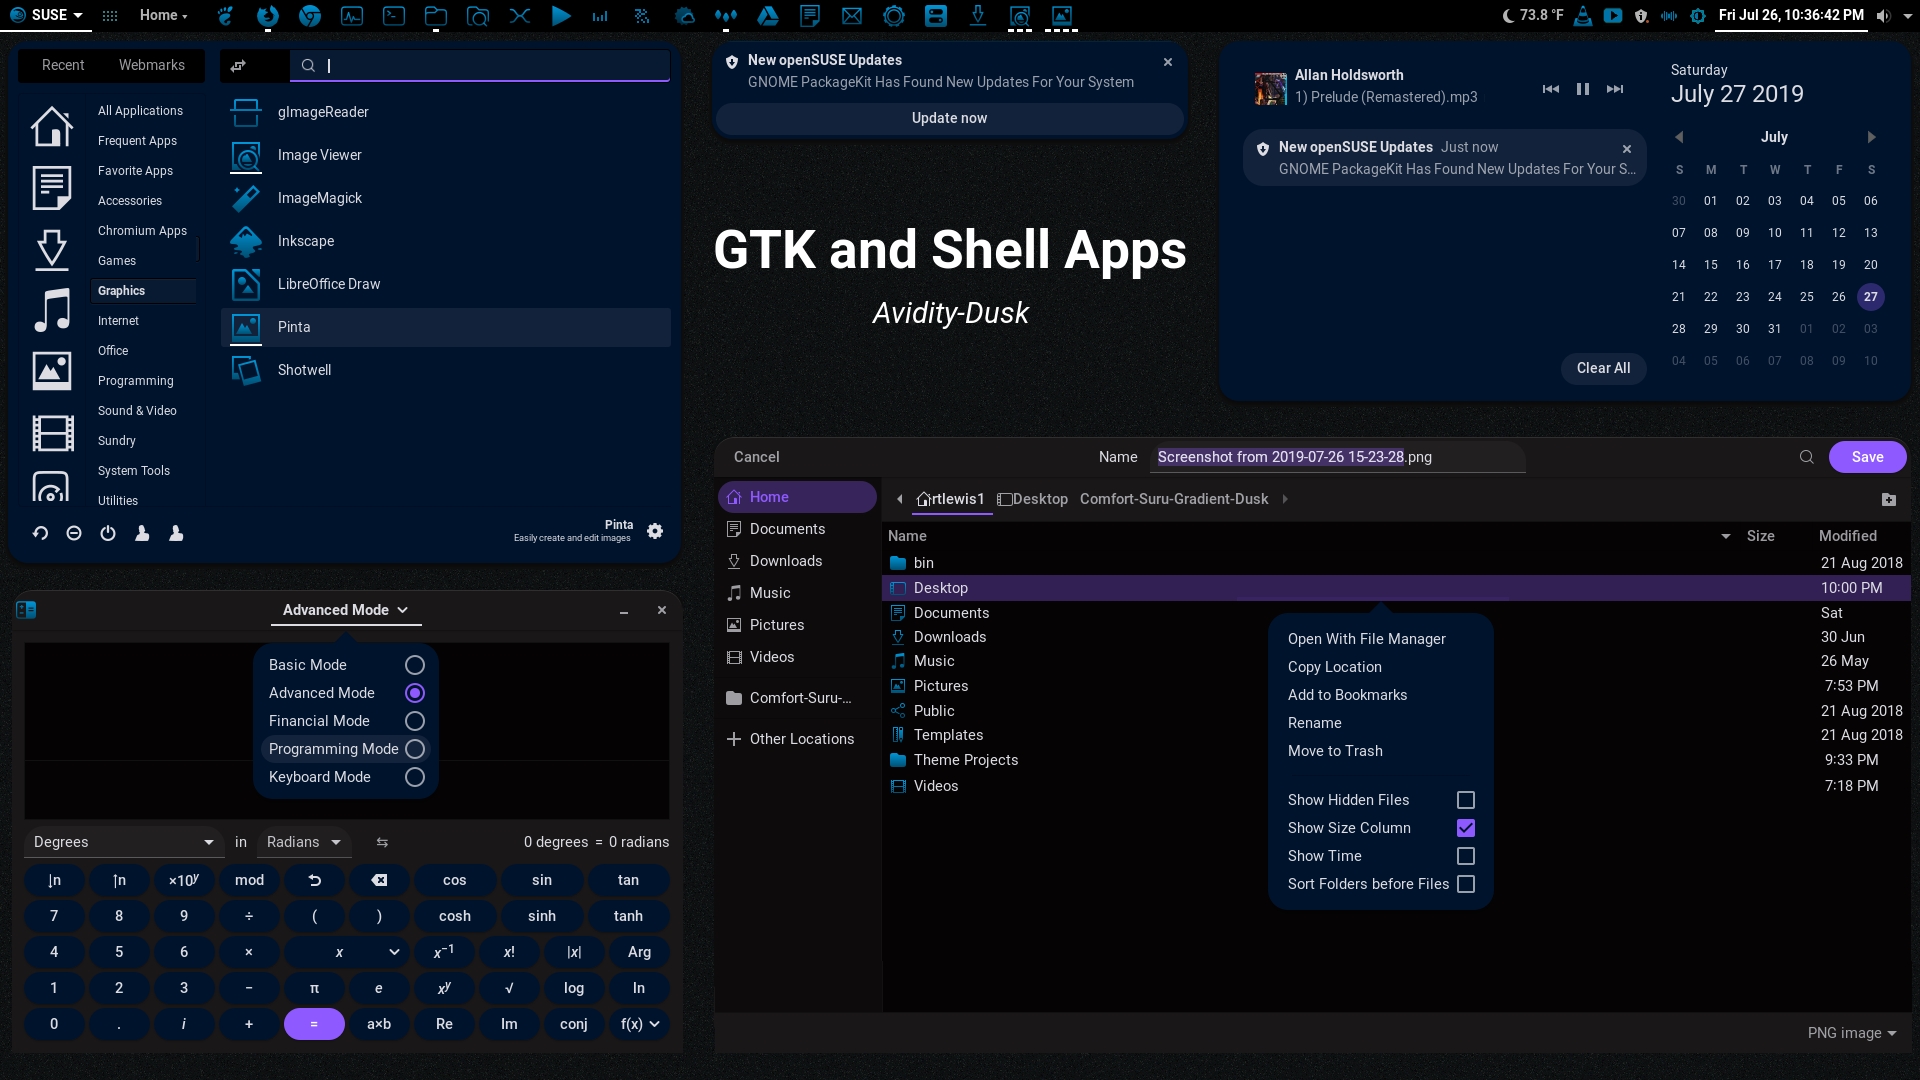 SUSE
Home
73.8 °F
Fri Jul 26, 10:36:42 PM
Recent
Webmarks
All Applications
Frequent Apps
Favorite Apps
Accessories
Chromium Apps
Games
Graphics
Internet
Office
Programming
Sound & Video
Sundry
System Tools
Utilities
gImageReader
Image Viewer
ImageMagick
Inkscape
LibreOffice Draw
Pinta
Shotwell
Pinta
Easily create and edit images
New openSUSE Updates
GNOME PackageKit Has Found New Updates For Your System
Update now
GTK and Shell Apps
Avidity-Dusk
Allan Holdsworth
1) Prelude (Remastered).mp3
New openSUSE Updates Just now
GNOME PackageKit Has Found New Updates For Your S...
Clear All
Saturday
July 27 2019
July
S M T W T F S
30 01 02 03 04 05 06
07 08 09 10 11 12 13
14 15 16 17 18 19 20
21 22 23 24 25 26 27
28 29 30 31 01 02 03
04 05 06 07 08 09 10
Advanced Mode
Basic Mode
Advanced Mode
Financial Mode
Programming Mode
Keyboard Mode
Degrees in Radians ⇆ 0 degrees = 0 radians
↓n ↑n ×10ʸ mod cos sin tan
7 8 9 ÷ ( ) cosh sinh tanh
4 5 6 × x x⁻¹ x! |x| Arg
1 2 3 − π e xʸ √ log ln
0 . i + = a×b Re Im conj f(x)
Cancel
Name Screenshot from 2019-07-26 15-23-28.png
Save
Home
Documents
Downloads
Music
Pictures
Videos
Comfort-Suru-...
Other Locations
rtlewis1 Desktop Comfort-Suru-Gradient-Dusk
Name Size Modified
bin 21 Aug 2018
Desktop 10:00 PM
Documents Sat
Downloads 30 Jun
Music 26 May
Pictures 7:53 PM
Public 21 Aug 2018
Templates 21 Aug 2018
Theme Projects 9:33 PM
Videos 7:18 PM
Open With File Manager
Copy Location
Add to Bookmarks
Rename
Move to Trash
Show Hidden Files
Show Size Column
Show Time
Sort Folders before Files
PNG image